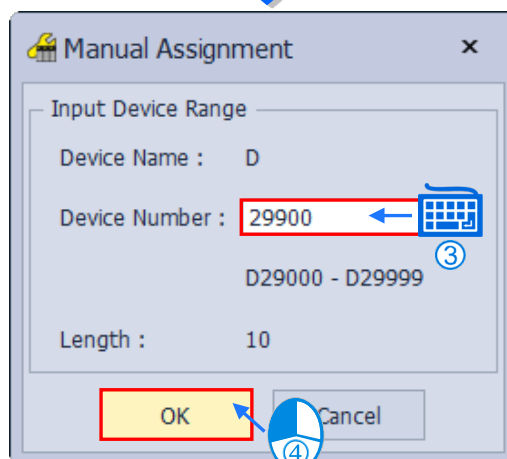 Manual Assignment ×
Input Device Range
Device Name : D
Device Number : 29900
③
D29000 - D29999
Length : 10
OK Cancel
④